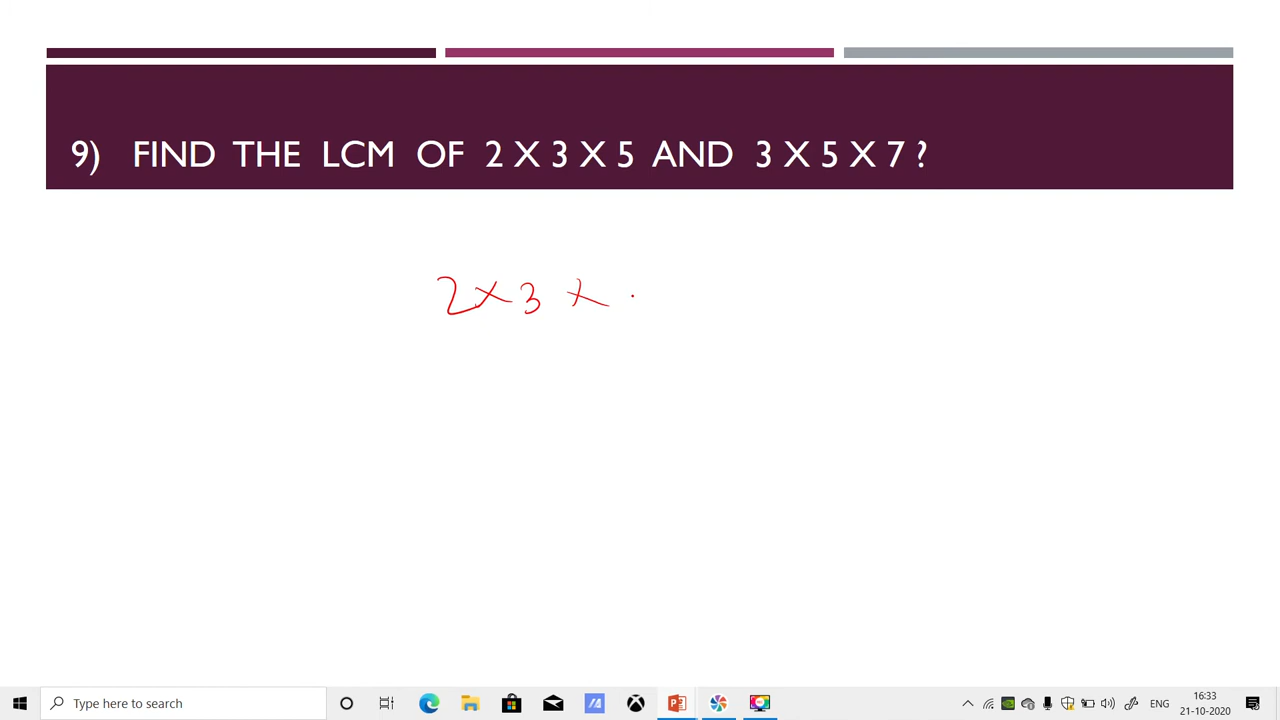 9) FIND THE LCM OF 2 X 3 X 5 AND 3 X 5 X 7 ?
2 x 3 x
Type here to search
ENG
16:33
21-10-2020